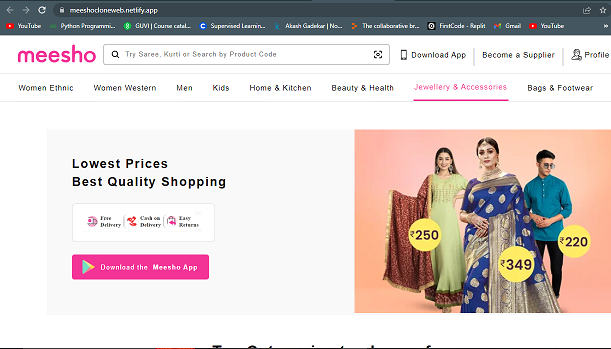 meeshocloneweb.netlify.app
YouTube
Python Programmi...
GUVI | Course catal...
Supervised Learnin...
Akash Gadekar | No...
The collaborative br...
FirstCode - Replit
Gmail
YouTube
meesho
Try Saree, Kurti or Search by Product Code
Download App
Become a Supplier
Profile
Women Ethnic
Women Western
Men
Kids
Home & Kitchen
Beauty & Health
Jewellery & Accessories
Bags & Footwear
Lowest Prices
Best Quality Shopping
Free
Delivery
Cash on
Delivery
Easy
Returns
Download the Meesho App
₹250
₹349
₹220